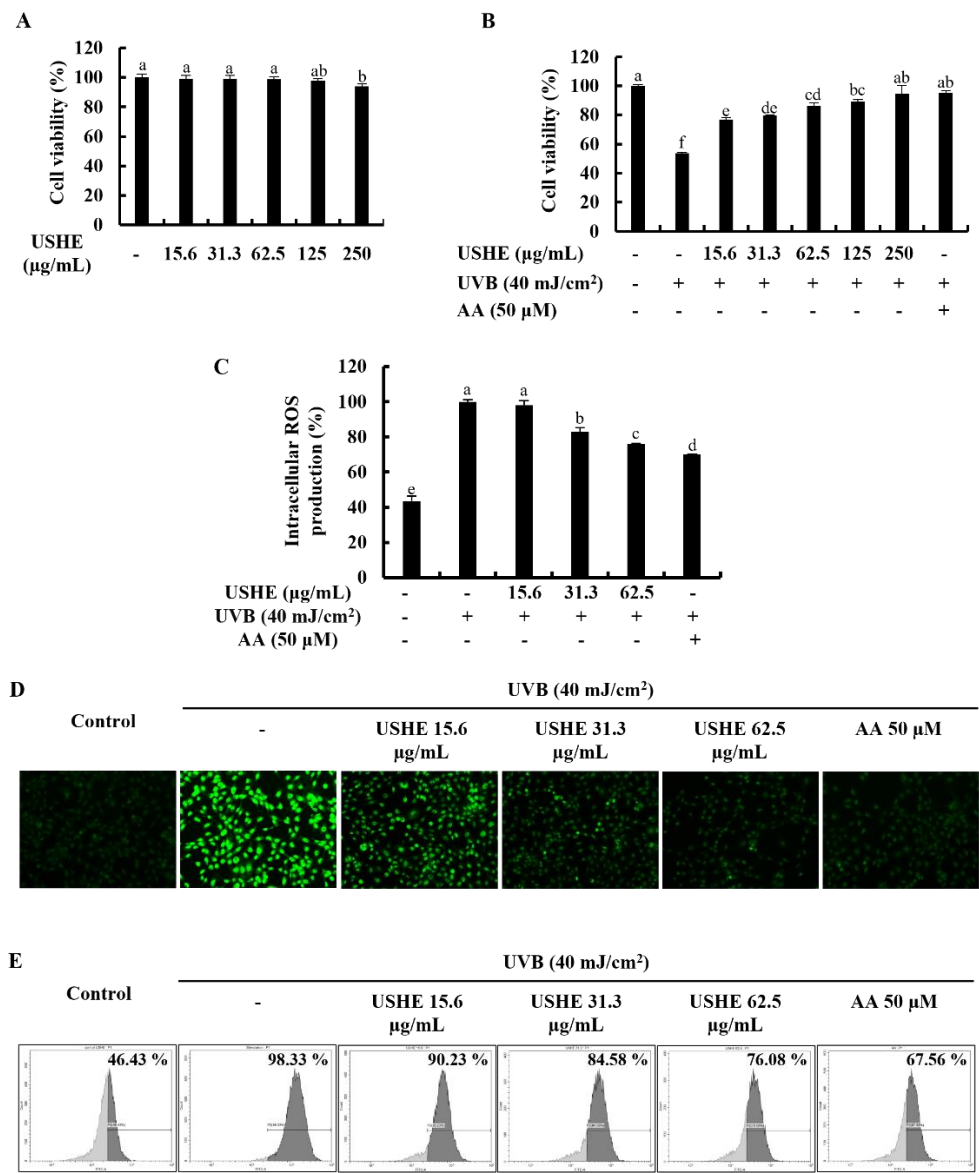 A
Cell viability (%)
120
100
80
60
40
20
0
a a a a ab b
USHE
(µg/mL) - 15.6 31.3 62.5 125 250
B
Cell viability (%)
120
100
80
60
40
20
0
a f e de cd bc ab ab
USHE (µg/mL) - - 15.6 31.3 62.5 125 250 -
UVB (40 mJ/cm²) - + + + + + + +
AA (50 µM) - - - - - - - +
C
Intracellular ROS
production (%)
120
100
80
60
40
20
0
e a a b c d
USHE (µg/mL) - - 15.6 31.3 62.5 -
UVB (40 mJ/cm²) - + + + + +
AA (50 µM) - - - - - +
D
UVB (40 mJ/cm²)
Control - USHE 15.6 µg/mL USHE 31.3 µg/mL USHE 62.5 µg/mL AA 50 µM
E
UVB (40 mJ/cm²)
Control - USHE 15.6 µg/mL USHE 31.3 µg/mL USHE 62.5 µg/mL AA 50 µM
46.43 % 98.33 % 90.23 % 84.58 % 76.08 % 67.56 %